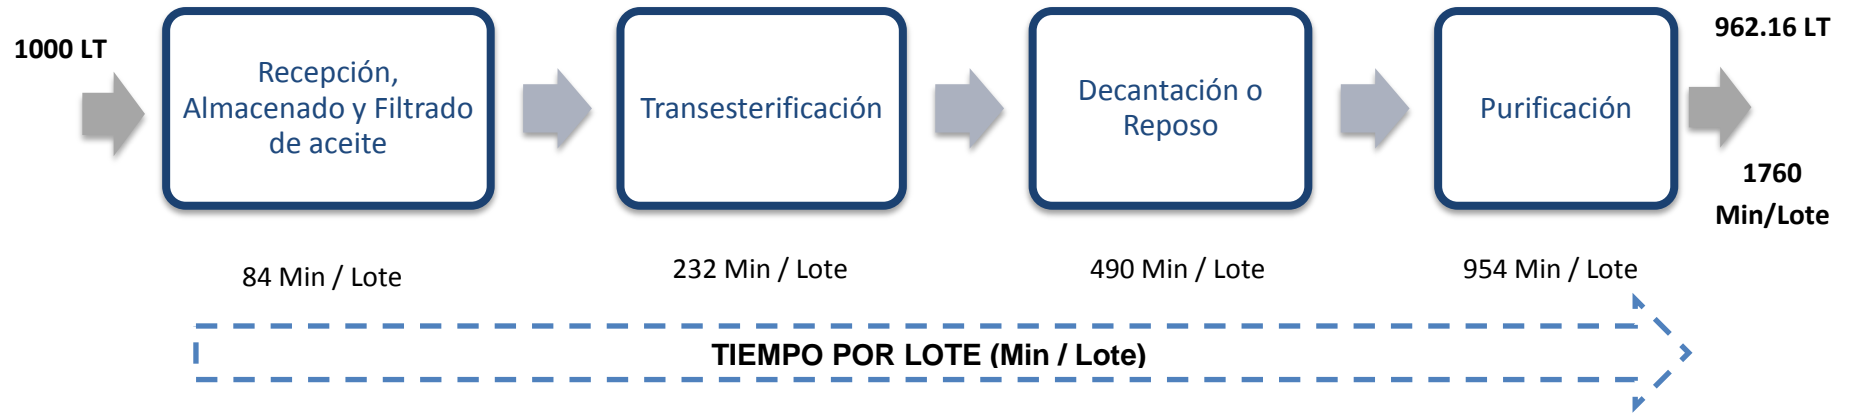 1000 LT
Recepción,
Almacenado y Filtrado
de aceite
Transesterificación
Decantación o
Reposo
Purificación
962.16 LT
1760
Min/Lote
84 Min / Lote
232 Min / Lote
490 Min / Lote
954 Min / Lote
TIEMPO POR LOTE (Min / Lote)